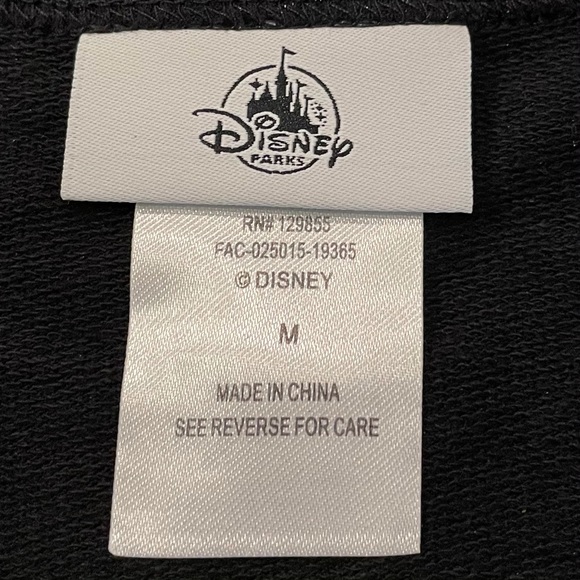 Disney
PARKS
RN# 129855
FAC-025015-19365
© DISNEY
M
MADE IN CHINA
SEE REVERSE FOR CARE